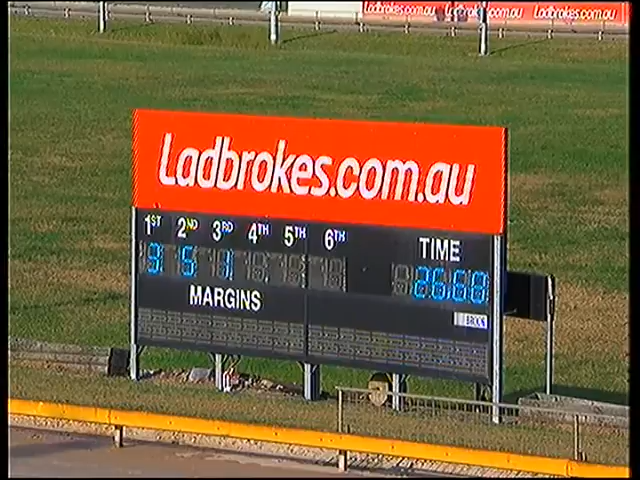 Ladbrokes.com.au Ladbrokes.com.au Ladbrokes.com.au
Ladbrokes.com.au
1ST 2ND 3RD 4TH 5TH 6TH TIME
9 5 1 26.68
MARGINS
BROOK